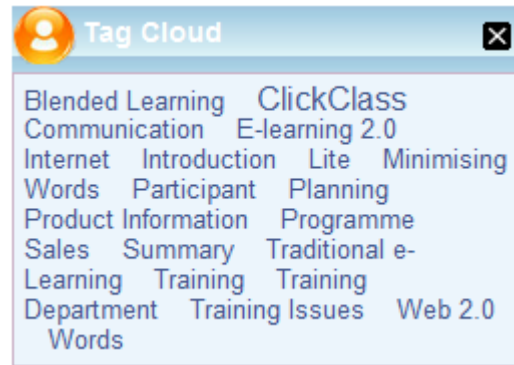 Tag Cloud
Blended Learning ClickClass
Communication E-learning 2.0
Internet Introduction Lite Minimising
Words Participant Planning
Product Information Programme
Sales Summary Traditional e-
Learning Training Training
Department Training Issues Web 2.0
Words